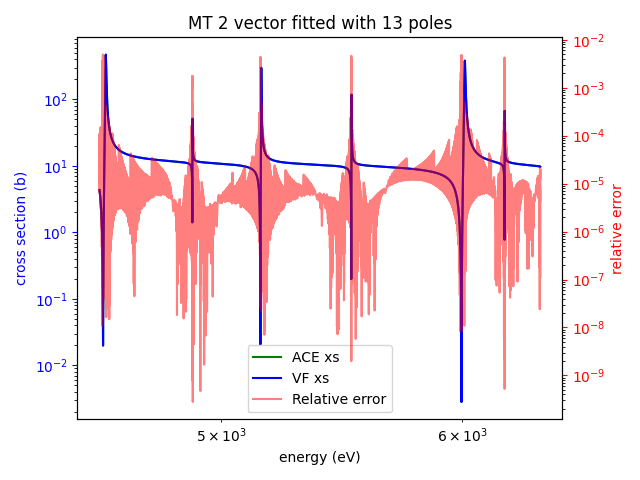 MT 2 vector fitted with 13 poles
cross section (b)
10^2
10^1
10^0
10^-1
10^-2
10^-2
10^-3
10^-4
10^-5
10^-6
10^-7
10^-8
10^-9
relative error
ACE xs
VF xs
Relative error
5 × 10^3
6 × 10^3
energy (eV)